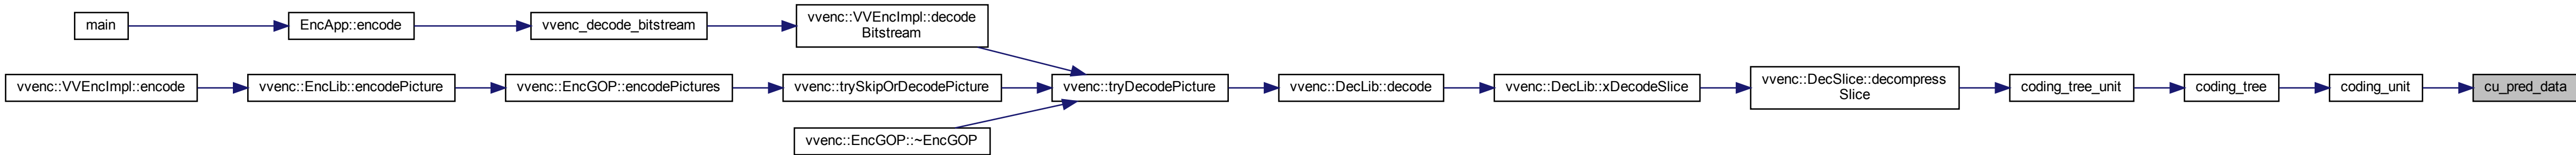 main
EncApp::encode
vvenc_decode_bitstream
vvenc::VVEncImpl::decode
Bitstream
vvenc::VVEncImpl::encode
vvenc::EncLib::encodePicture
vvenc::EncGOP::encodePictures
vvenc::trySkipOrDecodePicture
vvenc::tryDecodePicture
vvenc::DecLib::decode
vvenc::DecLib::xDecodeSlice
vvenc::DecSlice::decompress
Slice
coding_tree_unit
coding_tree
coding_unit
cu_pred_data
vvenc::EncGOP::~EncGOP